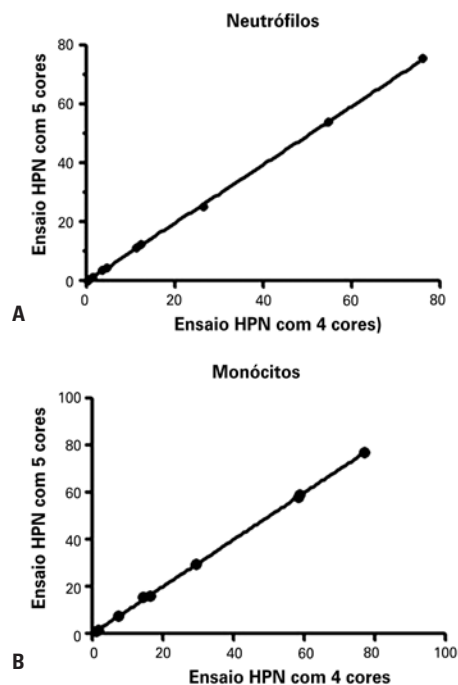 Neutrófilos
80
60
40
20
0
Ensaio HPN com 5 cores
0 20 40 60 80
Ensaio HPN com 4 cores)
A
Monócitos
100
80
60
40
20
0
Ensaio HPN com 5 cores
0 20 40 60 80 100
Ensaio HPN com 4 cores
B